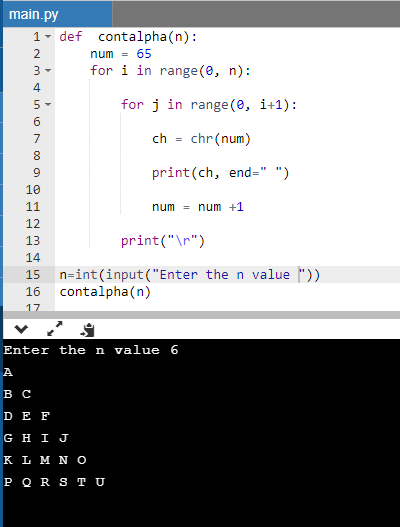 main.py
1 def  contalpha(n):
2     num = 65
3     for i in range(0, n):
4
5         for j in range(0, i+1):
6
7             ch = chr(num)
8
9             print(ch, end=" ")
10
11             num = num +1
12
13         print("\r")
14
15 n=int(input("Enter the n value "))
16 contalpha(n)
17
Enter the n value 6
A
B C
D E F
G H I J
K L M N O
P Q R S T U